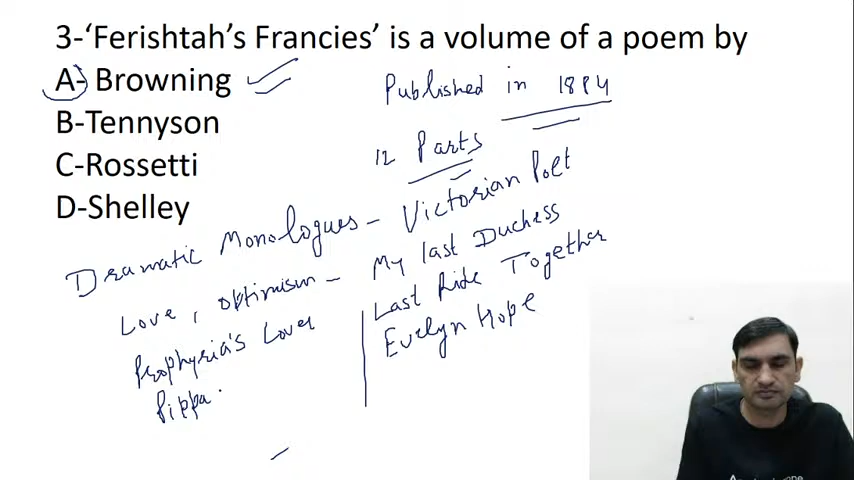 3-‘Ferishtah’s Francies’ is a volume of a poem by
A- Browning
B-Tennyson
C-Rossetti
D-Shelley
Published in 1884
12 Parts
Dramatic Monologues - Victorian Poet
Love, optimism - My last Duchess
Last Ride Together
Prophyria's Lover
Evelyn Hope
Pippa.